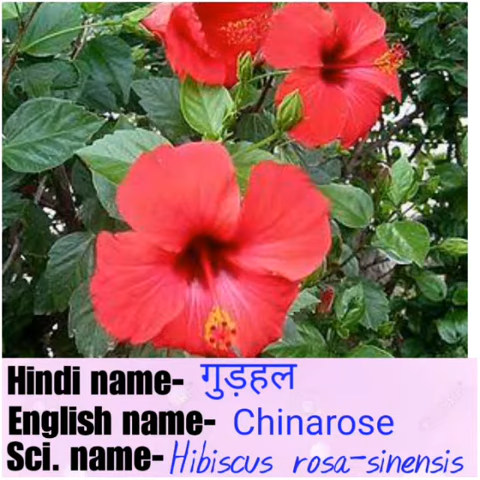 Hindi name- गुड़हल
English name- Chinarose
Sci. name- Hibiscus rosa-sinensis